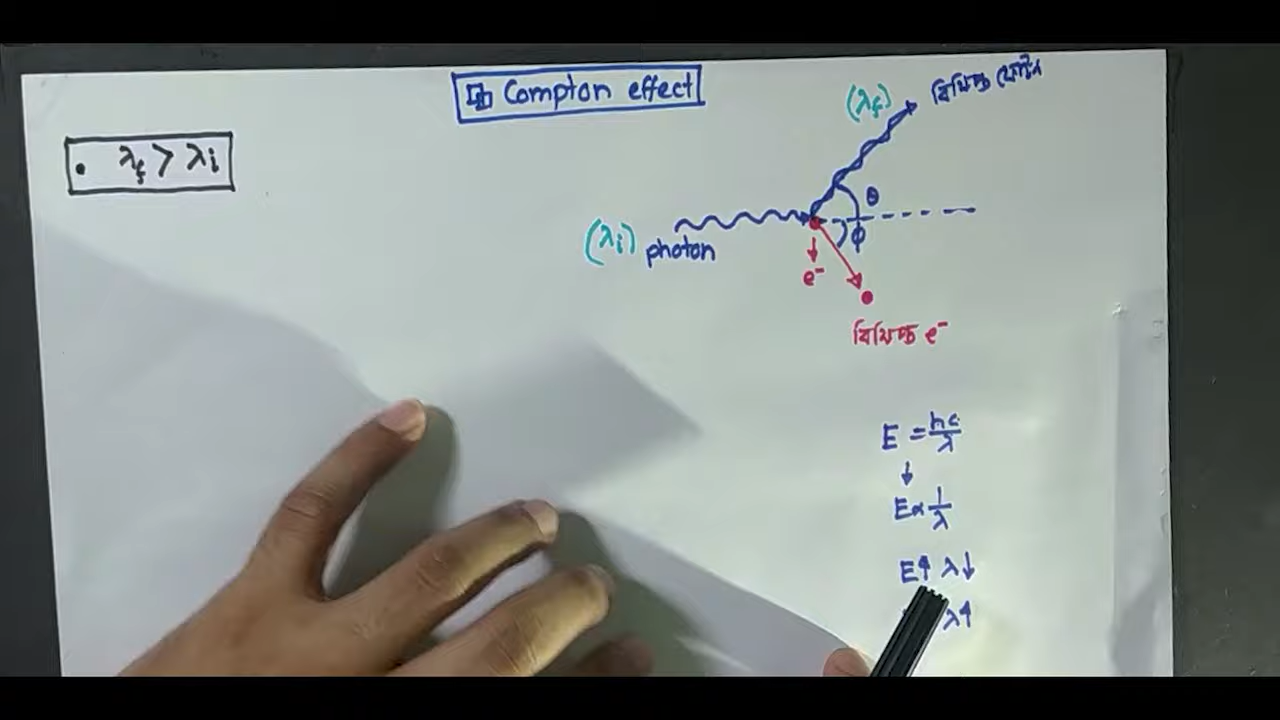 Compton effect
• λf > λi
(λf) বিক্ষিপ্ত ফোটন
θ
(λi) photon
ϕ
e⁻
বিক্ষিপ্ত e⁻
E = hc/λ
↓
E∝ 1/λ
E↑ λ↓
λ↑